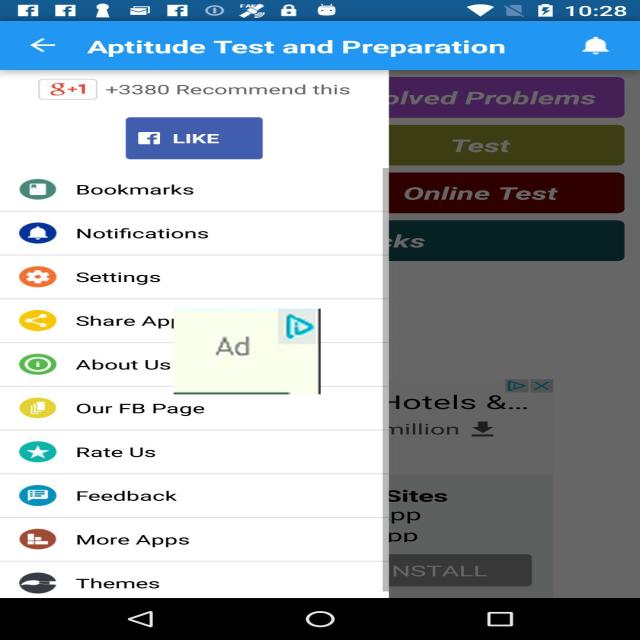 10:28
Aptitude Test and Preparation
g+1 +3380 Recommend this
LIKE
olved Problems
Test
Online Test
cks
Bookmarks
Notifications
Settings
Share App
Ad
About Us
Our FB Page
Rate Us
Feedback
More Apps
Themes
Hotels &...
million
Sites
pp
pp
NSTALL